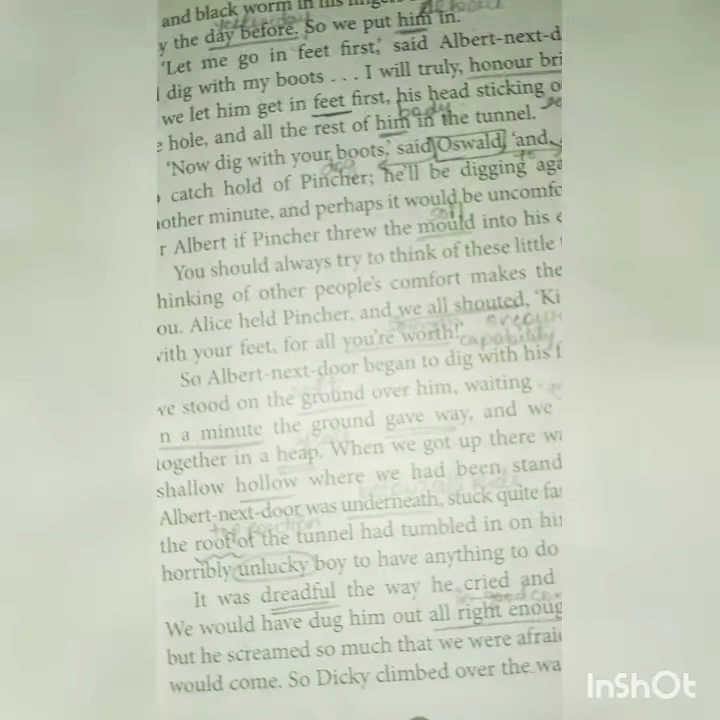 and black worm in his
y the day before. So we put him in.
'Let me go in feet first,' said Albert-next-d
dig with my boots . . . I will truly, honour bri
we let him get in feet first, his head sticking o
e hole, and all the rest of him in the tunnel.
body
'Now dig with your boots,' said Oswald, 'and
dog
catch hold of Pincher; he'll be digging aga
nother minute, and perhaps it would be uncomfo
r Albert if Pincher threw the mould into his e
You should always try to think of these little
hinking of other people's comfort makes the
ou. Alice held Pincher, and we all shouted, 'Ki
with your feet, for all you're worth!'
capability
So Albert-next-door began to dig with his f
we stood on the ground over him, waiting
n a minute the ground gave way, and we
together in a heap. When we got up there wa
shallow hollow where we had been stand
Albert-next-door was underneath, stuck quite fas
the roof of the tunnel had tumbled in on him
horribly unlucky boy to have anything to do
It was dreadful the way he cried and
We would have dug him out all right enoug
but he screamed so much that we were afraid
would come. So Dicky climbed over the wa
InShOt